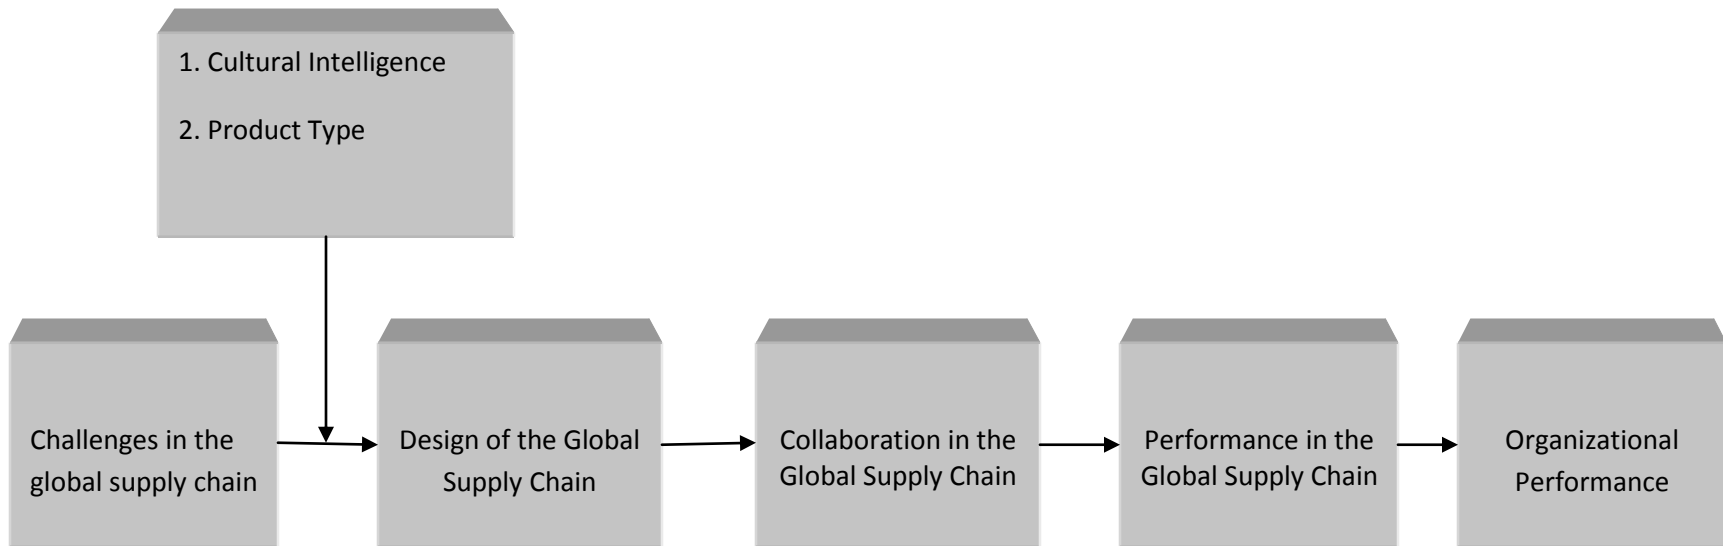 1. Cultural Intelligence
2. Product Type
Challenges in the
global supply chain
Design of the Global
Supply Chain
Collaboration in the
Global Supply Chain
Performance in the
Global Supply Chain
Organizational
Performance